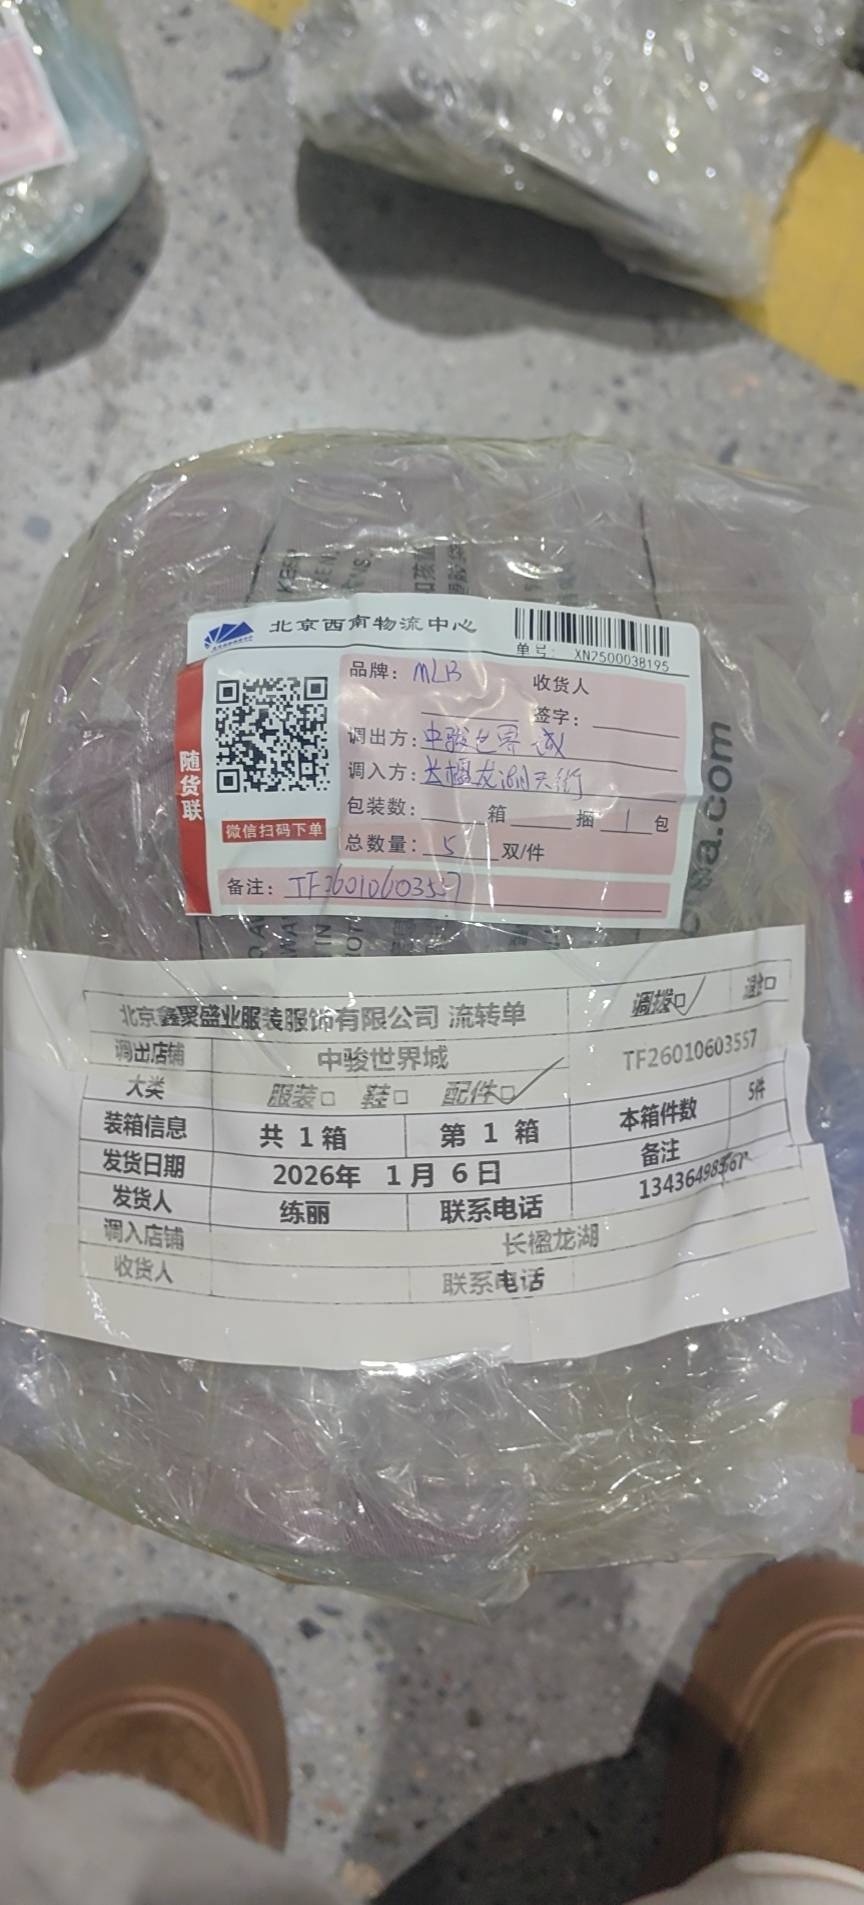 北京西南物流中心
单号: XN250003B195
品牌: MLB 收货人
签字:
调出方: 中骏世界城
调入方: 长楹龙湖天街
包装数: 箱 捆 1 包
总数量: 5 双/件
备注: TF26010603557
随货联
微信扫码下单
北京鑫聚盛业服装服饰有限公司 流转单 调拨□ 退仓□
调出店铺 中骏世界城 TF26010603557
大类 服装□ 鞋□ 配件□
装箱信息 共 1 箱 第 1 箱 本箱件数 5件
发货日期 2026年 1月 6日 备注
发货人 练丽 联系电话
调入店铺 长楹龙湖
收货人 联系电话
KEEP